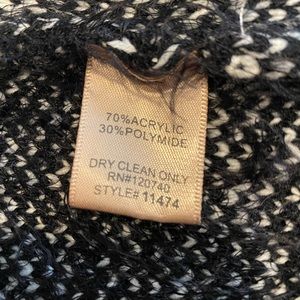 70%ACRYLIC
30%POLYMIDE
DRY CLEAN ONLY
RN#120740
STYLE# 11474